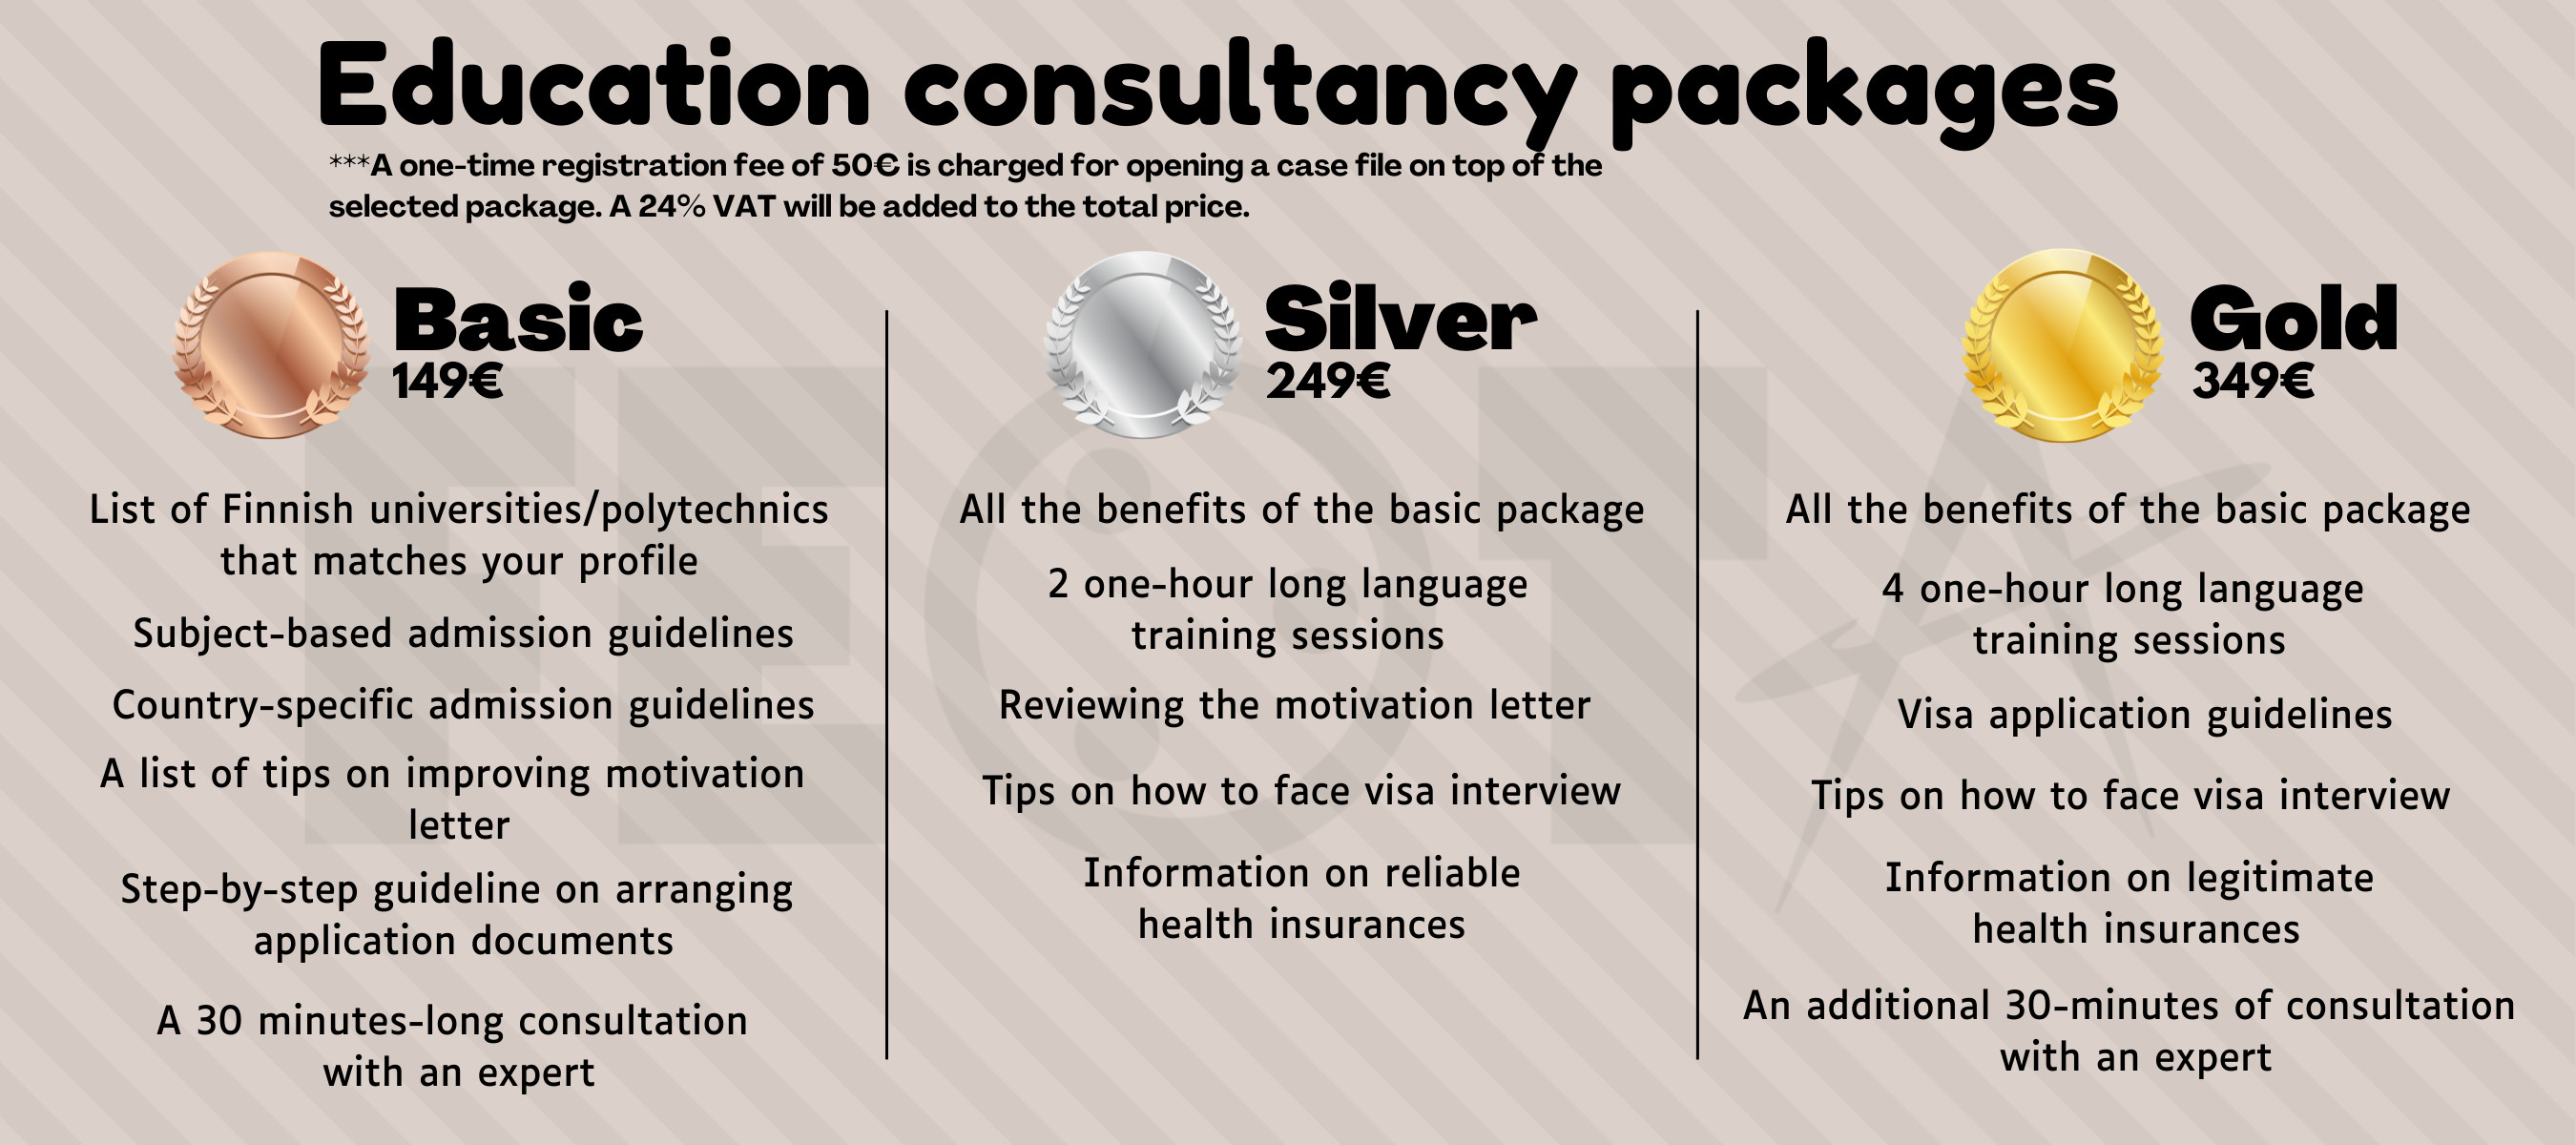 Education consultancy packages
***A one-time registration fee of 50€ is charged for opening a case file on top of the
selected package. A 24% VAT will be added to the total price.
Basic
149€
List of Finnish universities/polytechnics
that matches your profile
Subject-based admission guidelines
Country-specific admission guidelines
A list of tips on improving motivation
letter
Step-by-step guideline on arranging
application documents
A 30 minutes-long consultation
with an expert
Silver
249€
All the benefits of the basic package
2 one-hour long language
training sessions
Reviewing the motivation letter
Tips on how to face visa interview
Information on reliable
health insurances
Gold
349€
All the benefits of the basic package
4 one-hour long language
training sessions
Visa application guidelines
Tips on how to face visa interview
Information on legitimate
health insurances
An additional 30-minutes of consultation
with an expert